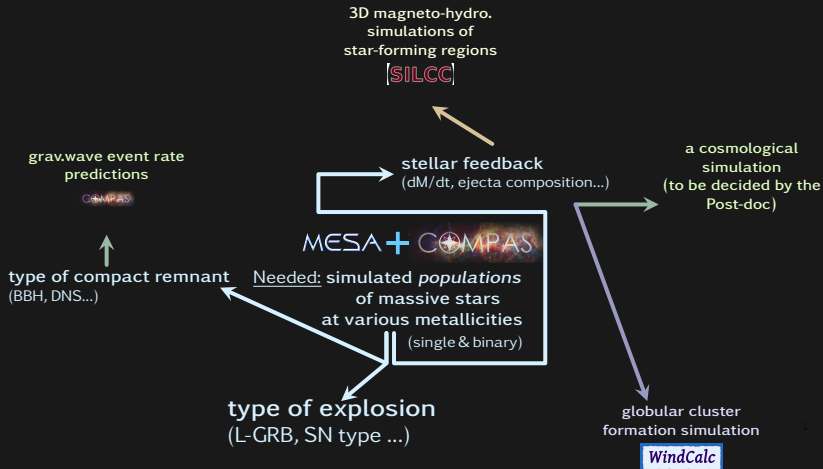 3D magneto-hydro.
simulations of
star-forming regions
[SILCC]
grav.wave event rate
predictions
COMPAS
stellar feedback
(dM/dt, ejecta composition...)
a cosmological
simulation
(to be decided by the
Post-doc)
MESA + COMPAS
type of compact remnant
(BBH, DNS...)
Needed: simulated populations
of massive stars
at various metallicities
(single & binary)
type of explosion
(L-GRB, SN type ...)
globular cluster
formation simulation
WindCalc